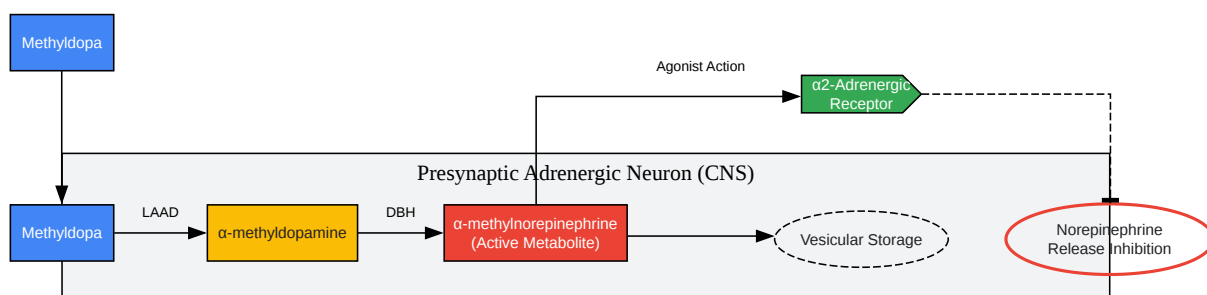 Methyldopa
Agonist Action
α2-Adrenergic
Receptor
Presynaptic Adrenergic Neuron (CNS)
Methyldopa
LAAD
α-methyldopamine
DBH
α-methylnorepinephrine
(Active Metabolite)
Vesicular Storage
Norepinephrine
Release Inhibition